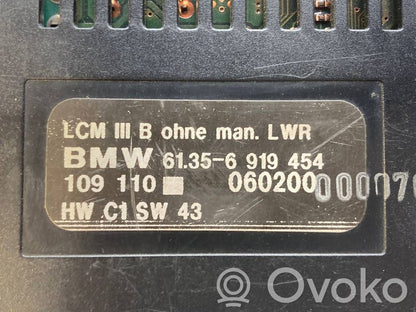 LCM III B ohne man. LWR
BMW 61.35-6 919 454
109 110 060200
HW C1 SW 43
Ovoko